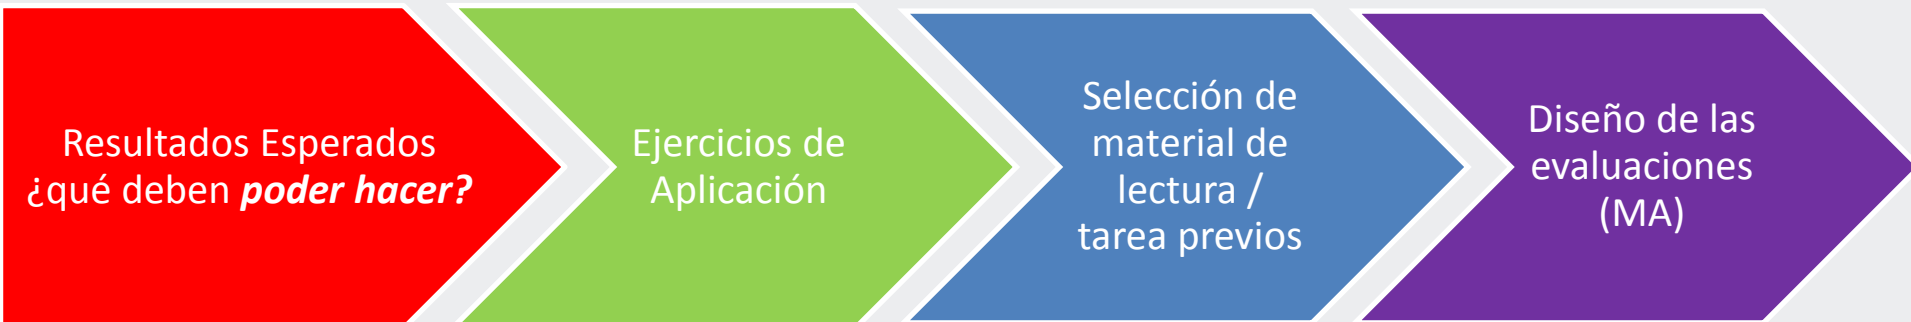 Resultados Esperados
¿qué deben poder hacer?
Ejercicios de
Aplicación
Selección de
material de
lectura /
tarea previos
Diseño de las
evaluaciones
(MA)